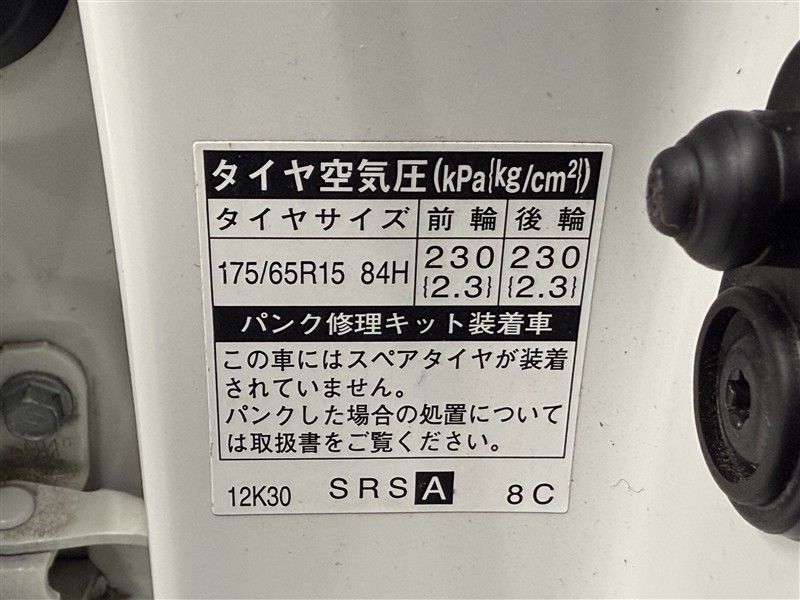 タイヤ空気圧(kPa{kg/cm²})
タイヤサイズ 前輪 後輪
175/65R15 84H 230 230
{2.3} {2.3}
パンク修理キット装着車
この車にはスペアタイヤが装着
されていません。
パンクした場合の処置について
は取扱書をご覧ください。
12K30 SRS A 8C